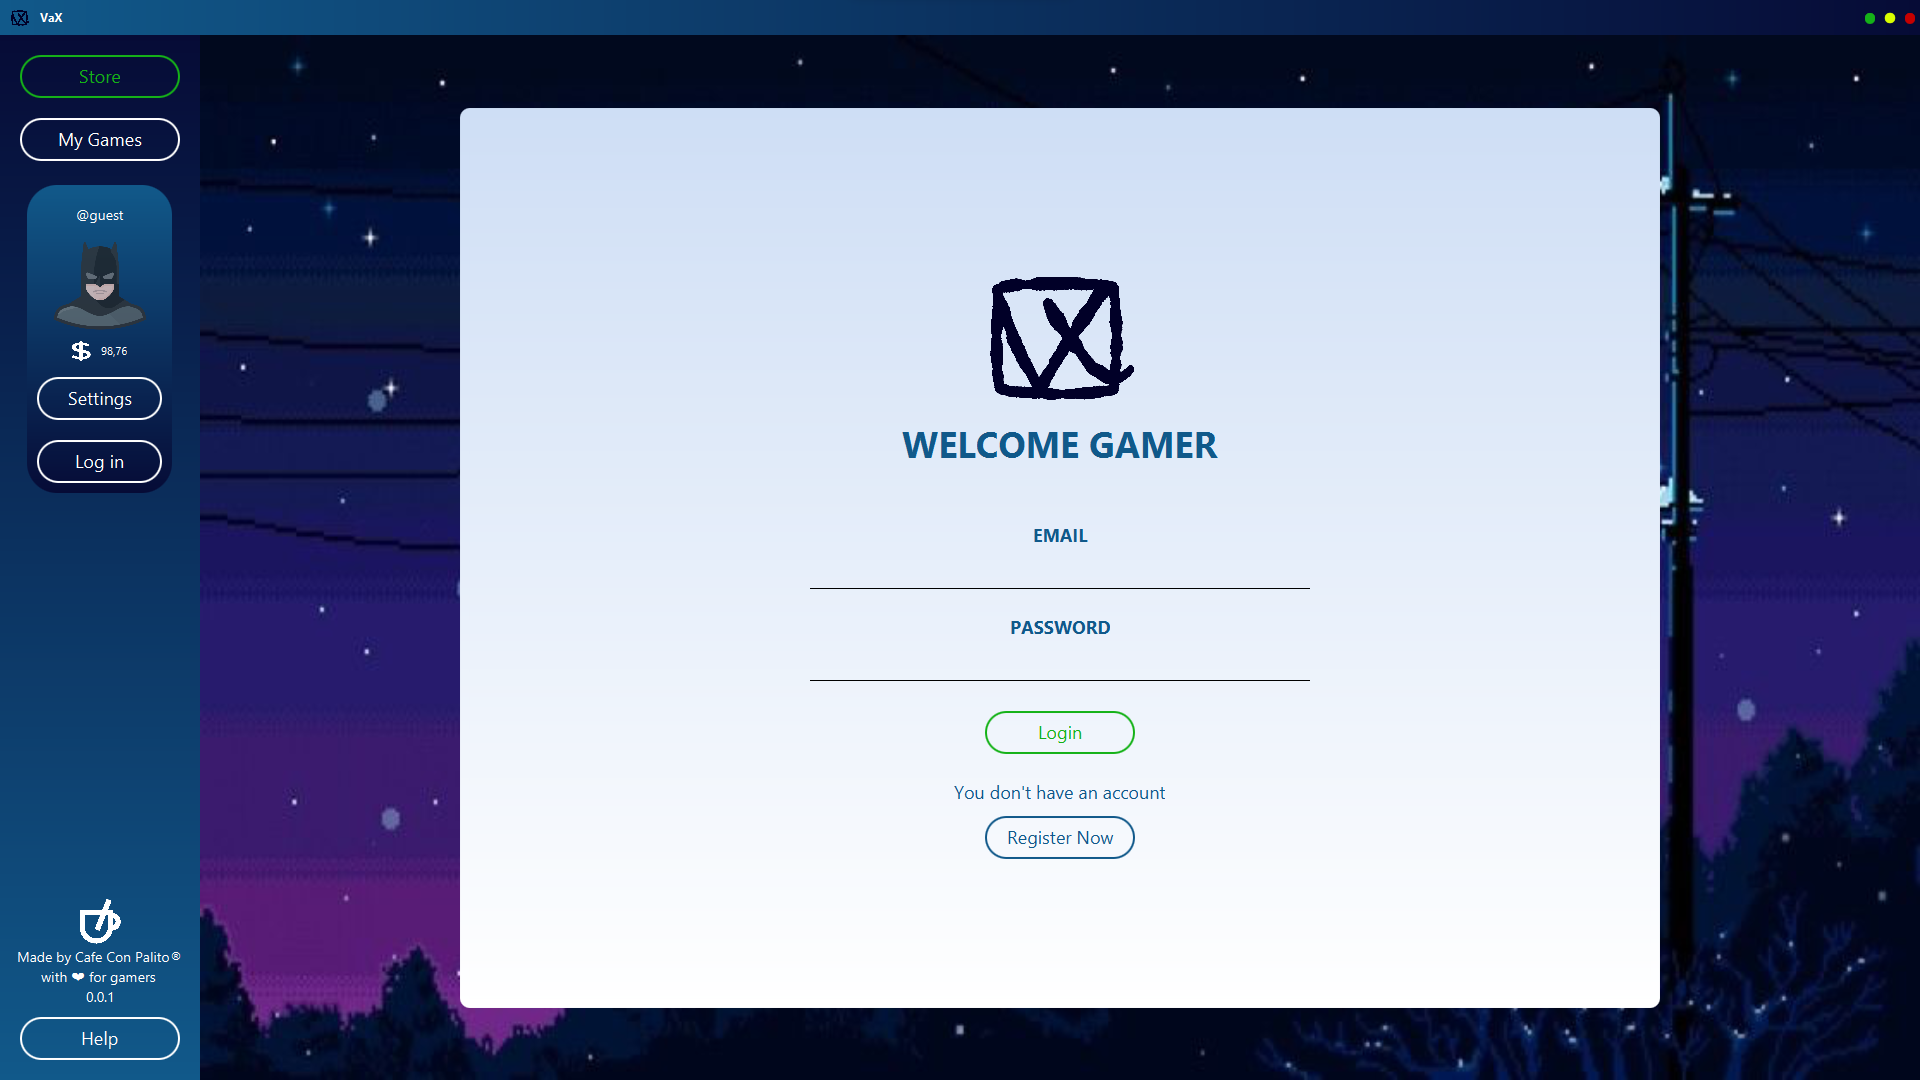 VaX
Store
My Games
@guest
98,76
Settings
Log in
Made by Cafe Con Palito®
with ❤ for gamers
0.0.1
Help
VX
WELCOME GAMER
EMAIL
PASSWORD
Login
You don't have an account
Register Now